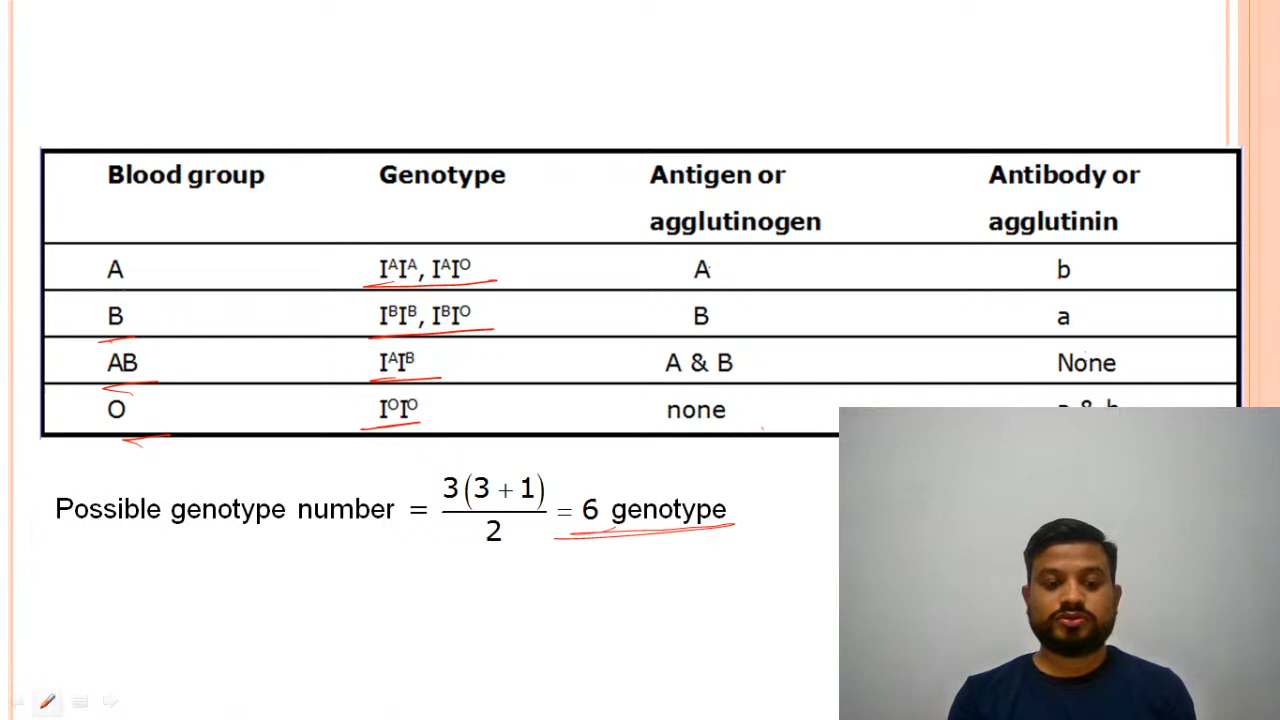 Blood group Genotype Antigen or agglutinogen Antibody or agglutinin
A IᴬIᴬ, IᴬIᴼ A b
B IᴮIᴮ, IᴮIᴼ B a
AB IᴬIᴮ A & B None
O IᴼIᴼ none a & b
Possible genotype number = 3(3 + 1) / 2 = 6 genotype